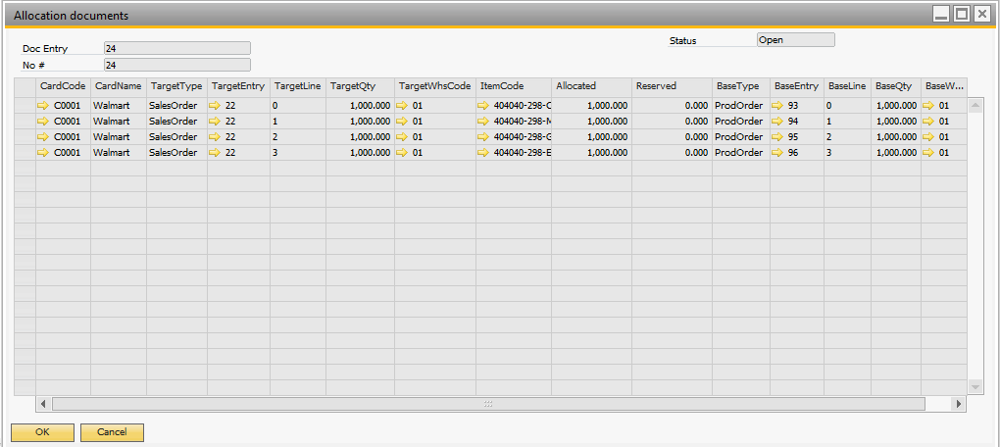 Allocation documents
Doc Entry 24 Status Open
No # 24
CardCode CardName TargetType TargetEntry TargetLine TargetQty TargetWhsCode ItemCode Allocated Reserved BaseType BaseEntry BaseLine BaseQty BaseW...
C0001 Walmart SalesOrder 22 0 1,000.000 01 404040-298-C 1,000.000 0.000 ProdOrder 93 0 1,000.000 01
C0001 Walmart SalesOrder 22 1 1,000.000 01 404040-298-M 1,000.000 0.000 ProdOrder 94 1 1,000.000 01
C0001 Walmart SalesOrder 22 2 1,000.000 01 404040-298-G 1,000.000 0.000 ProdOrder 95 2 1,000.000 01
C0001 Walmart SalesOrder 22 3 1,000.000 01 404040-298-E 1,000.000 0.000 ProdOrder 96 3 1,000.000 01
OK Cancel